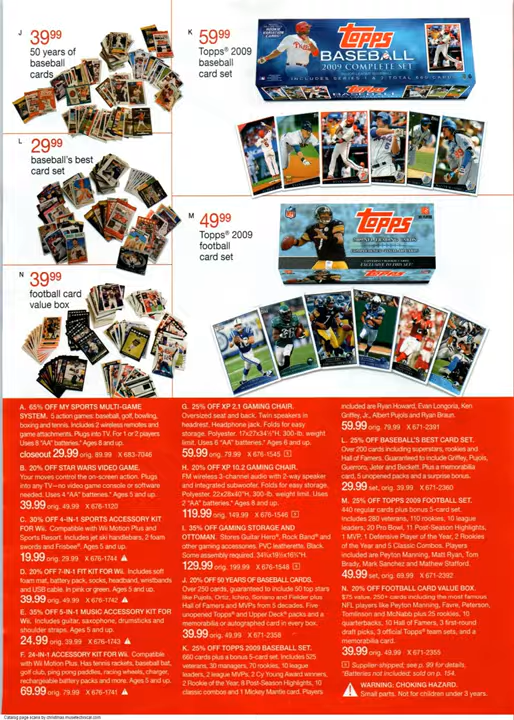 J 39.99
50 years of
baseball
cards
K 59.99
Topps® 2009
baseball
card set
topps
BASEBALL
2009 COMPLETE SET
INCLUDES SERIES 1 & 2 TOTAL 660 CARDS
topps BASEBALL
L 29.99
baseball's best
card set
M 49.99
Topps® 2009
football
card set
topps
EXCLUSIVE TO THIS SET!
topps
N 39.99
football card
value box
A. 65% OFF MY SPORTS MULTI-GAME
SYSTEM. 5 action games: baseball, golf, bowling,
boxing and tennis. Includes 2 wireless remotes and
game attachments. Plugs into TV. For 1 or 2 players
Uses "AA" batteries.* Ages 8 and up.
closeout 29.99 orig. 89.99 X 683-7046
B. 20% OFF STAR WARS VIDEO GAME.
Your moves control the on-screen action. Plugs
into any TV—no video game console or software
needed. Uses 4 "AA" batteries.* Ages 5 and up.
39.99 orig. 49.99 X 676-1120
C. 30% OFF 4-IN-1 SPORTS ACCESSORY KIT
FOR Wii. Compatible with Wii Motion Plus and
Sports Resort. Includes jet ski handlebars, 2 foam
swords and Frisbee®. Ages 5 and up.
19.99 orig. 29.99 X 676-1744
D. 20% OFF 7-IN-1 FIT KIT FOR Wii. Includes soft
foam mat, battery pack, socks, headband, wristbands
and USB cable. In pink or green. Ages 5 and up.
39.99 orig. 49.99 X 676-1742
E. 35% OFF 5-IN-1 MUSIC ACCESSORY KIT
FOR Wii. Includes guitar, saxophone, drumsticks and
shoulder straps. Ages 5 and up.
24.99 orig. 39.99 X 676-1743
F. 24-IN-1 ACCESSORY KIT FOR Wii. Compatible
with Wii Motion Plus. Has tennis rackets, baseball bat,
golf club, ping pong paddles, racing wheels, charger,
rechargeable battery packs and more. Ages 5 and up.
69.99 orig. 79.99 X 676-1741
G. 25% OFF XP 2.1 GAMING CHAIR.
Oversized seat and back. Twin speakers in
headrest. Headphone jack. Folds for easy
storage. Polyester. 17x27x34½"H. 300-lb. weight
limit. Uses 6 "AA" batteries.* Ages 6 and up.
59.99 orig. 79.99 X 676-1545 S
H. 20% OFF XP 10.2 GAMING CHAIR.
FM wireless 3-channel audio with 2-way speaker
and integrated subwoofer. Folds for easy storage.
Polyester. 22x28x40"H. 300-lb. weight limit. Uses
2 "AA" batteries.* Ages 8 and up.
119.99 orig. 149.99 X 676-1546 S
I. 35% OFF GAMING STORAGE AND
OTTOMAN. Stores Guitar Hero®, Rock Band® and
other gaming accessories. PVC leatherette. Black.
Some assembly required. 34½x19½x16½"H.
129.99 orig. 199.99 X 676-1548 S
J. 20% OFF 50 YEARS OF BASEBALL CARDS.
Over 250 cards, guaranteed to include 50 top stars
like Pujols, Ortiz, Ichiro, Soriano and Fielder plus
Hall of Famers and MVPs from 5 decades. Five
unopened Topps® and Upper Deck® packs and a
memorabilia or autographed card in every box.
39.99 orig. 49.99 X 671-2358
K. 25% OFF TOPPS 2009 BASEBALL SET.
660 cards plus a bonus 5-card set. Includes 525
veterans, 30 managers, 70 rookies, 10 league
leaders, 2 league MVPs, 2 Cy Young Award winners,
2 Rookie of the Year, 8 Post-Season Highlights, 10
classic combos and 1 Mickey Mantle card. Players
included are Ryan Howard, Evan Longoria, Ken
Griffey, Jr., Albert Pujols and Ryan Braun.
59.99 orig. 79.99 X 671-2391
L. 25% OFF BASEBALL'S BEST CARD SET.
Over 200 cards including superstars, rookies and
Hall of Famers. Guaranteed to include Griffey, Pujols,
Guerrero, Jeter and Beckett. Plus a memorabilia
card, 5 unopened packs and a surprise bonus.
29.99 set, orig. 39.99 X 671-2360
M. 25% OFF TOPPS 2009 FOOTBALL SET.
440 regular cards plus bonus 5-card set.
Includes 280 veterans, 110 rookies, 10 league
leaders, 20 Pro Bowl, 11 Post-Season Highlights,
1 MVP, 1 Defensive Player of the Year, 2 Rookies
of the Year and 5 Classic Combos. Players
included are Peyton Manning, Matt Ryan, Tom
Brady, Mark Sanchez and Mathew Stafford.
49.99 set, orig. 69.99 X 671-2392
N. 20% OFF FOOTBALL CARD VALUE BOX.
$75 value. 250+ cards including the most famous
NFL players like Peyton Manning, Favre, Peterson,
Tomlinson and McNabb plus 25 rookies, 10
quarterbacks, 10 Hall of Famers, 3 first-round
draft picks, 3 official Topps® team sets, and a
memorabilia card.
39.99 orig. 49.99 X 671-2355
S Supplier-shipped; see p. 99 for details.
*Batteries not included; sold on p. 154.
WARNING: CHOKING HAZARD.
Small parts. Not for children under 3 years.
Catalog page scans by christmas.musetechnical.com